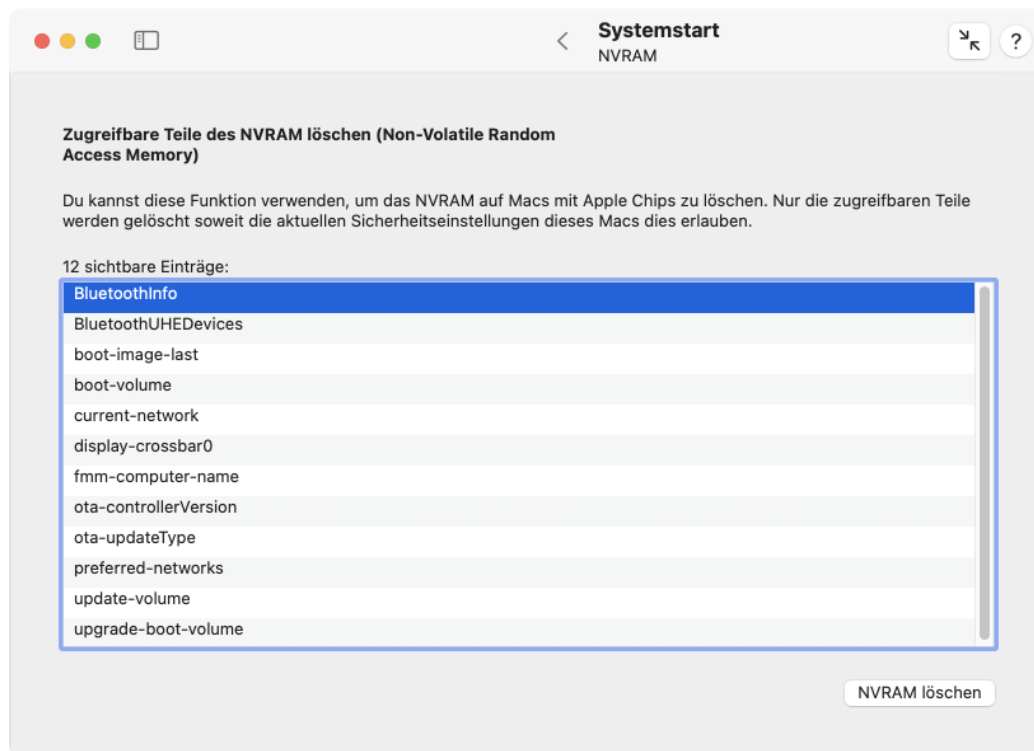 Systemstart
NVRAM
?
Zugreifbare Teile des NVRAM löschen (Non-Volatile Random
Access Memory)
Du kannst diese Funktion verwenden, um das NVRAM auf Macs mit Apple Chips zu löschen. Nur die zugreifbaren Teile
werden gelöscht soweit die aktuellen Sicherheitseinstellungen dieses Macs dies erlauben.
12 sichtbare Einträge:
BluetoothInfo
BluetoothUHEDevices
boot-image-last
boot-volume
current-network
display-crossbar0
fmm-computer-name
ota-controllerVersion
ota-updateType
preferred-networks
update-volume
upgrade-boot-volume
NVRAM löschen